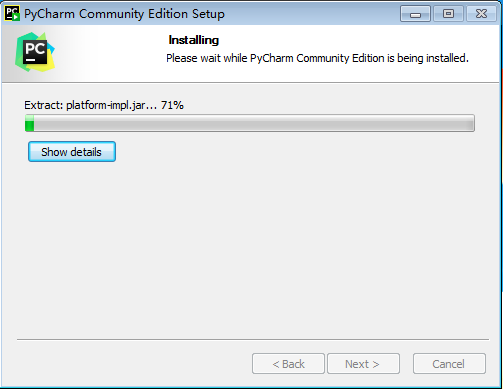 PC PyCharm Community Edition Setup
PC
Installing
Please wait while PyCharm Community Edition is being installed.
Extract: platform-impl.jar... 71%
Show details
< Back
Next >
Cancel